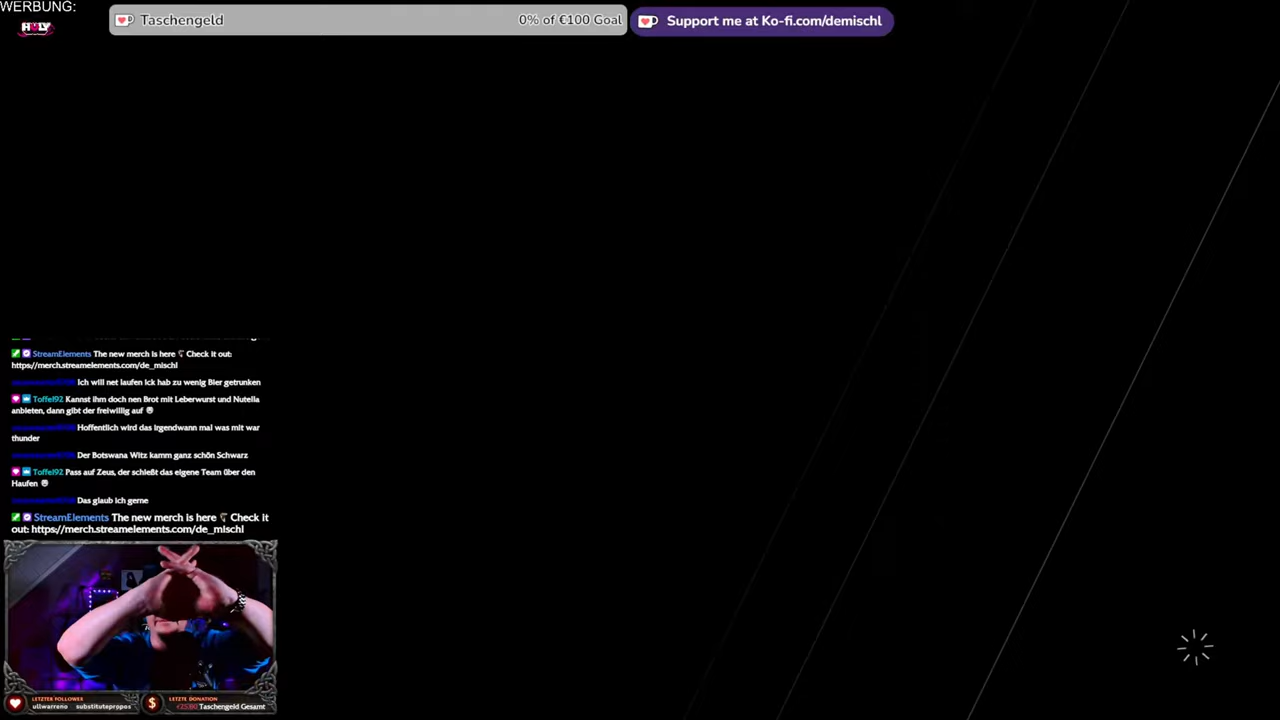 WERBUNG:
HOLY
Taschengeld
0% of €100 Goal
Support me at Ko-fi.com/demischl
StreamElements The new merch is here Check it out:
https://merch.streamelements.com/de_mischl
Ich will net laufen ick hab zu wenig Bier getrunken
Toffel92 Kannst ihm doch nen Brot mit Leberwurst und Nutella
anbieten, dann gibt der freiwillig auf
Hoffentlich wird das irgendwann mal was mit war
thunder
Der Botswana Witz kamm ganz schön Schwarz
Toffel92 Pass auf Zeus, der schießt das eigene Team über den
Haufen
Das glaub ich gerne
StreamElements The new merch is here Check it
out: https://merch.streamelements.com/de_mischl
LETZTER FOLLOWER
ullwarrerio substitutepropos
LETZTE DONATION
Taschengeld Gesamt